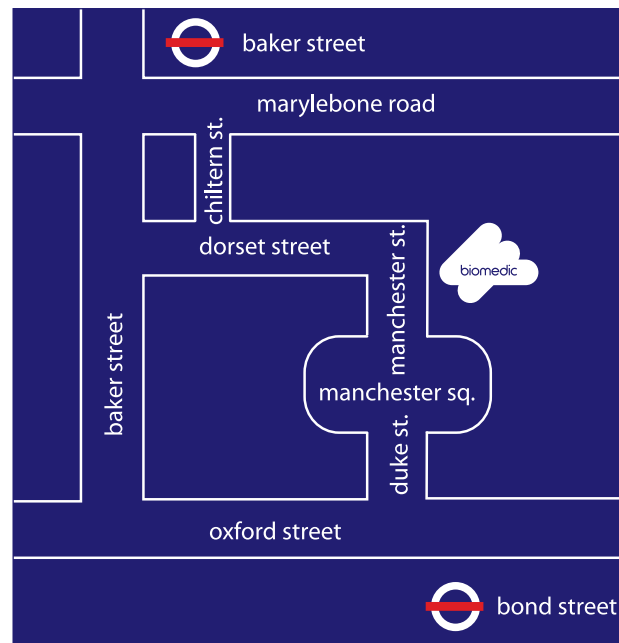 baker street
marylebone road
chiltern st.
dorset street
manchester st.
biomedic
baker street
manchester sq.
duke st.
oxford street
bond street